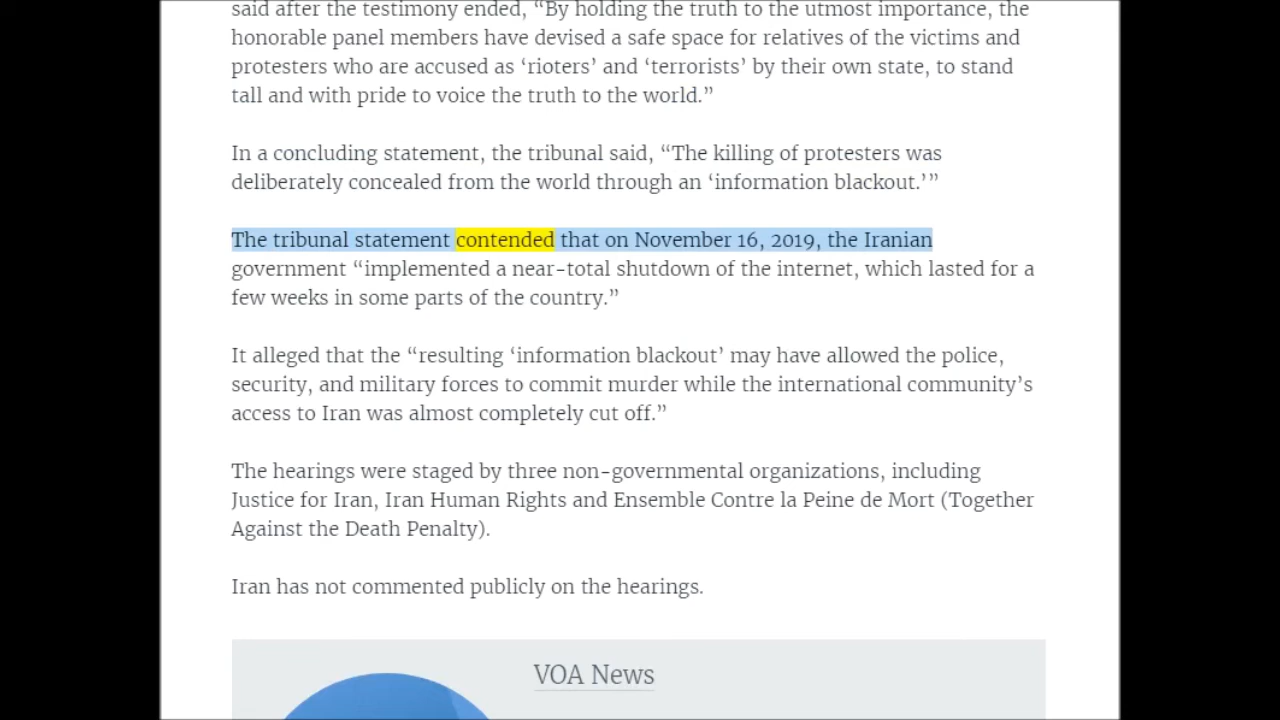 said after the testimony ended, “By holding the truth to the utmost importance, the
honorable panel members have devised a safe space for relatives of the victims and
protesters who are accused as ‘rioters’ and ‘terrorists’ by their own state, to stand
tall and with pride to voice the truth to the world.”
In a concluding statement, the tribunal said, “The killing of protesters was
deliberately concealed from the world through an ‘information blackout.’”
The tribunal statement contended that on November 16, 2019, the Iranian
government “implemented a near-total shutdown of the internet, which lasted for a
few weeks in some parts of the country.”
It alleged that the “resulting ‘information blackout’ may have allowed the police,
security, and military forces to commit murder while the international community’s
access to Iran was almost completely cut off.”
The hearings were staged by three non-governmental organizations, including
Justice for Iran, Iran Human Rights and Ensemble Contre la Peine de Mort (Together
Against the Death Penalty).
Iran has not commented publicly on the hearings.
VOA News